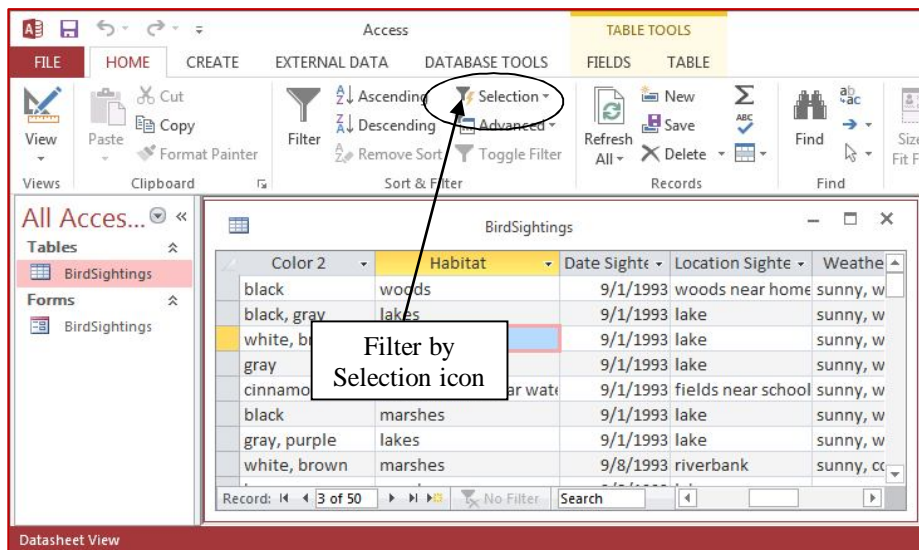 Access
TABLE TOOLS
FILE HOME CREATE EXTERNAL DATA DATABASE TOOLS FIELDS TABLE
View
Views
Paste
Cut
Copy
Format Painter
Clipboard
Filter
Ascending
Descending
Remove Sort
Selection
Advanced
Toggle Filter
Sort & Filter
Refresh
All
New
Save
Delete
Records
Find
Find
Size
Fit F
All Acces...
Tables
BirdSightings
Forms
BirdSightings
BirdSightings
Color 2 Habitat Date Sighte Location Sighte Weathe
black woods 9/1/1993 woods near home sunny, w
black, gray lakes 9/1/1993 lake sunny, w
white, br 9/1/1993 lake sunny, w
gray 9/1/1993 lake sunny, w
cinnamo ar wate 9/1/1993 fields near school sunny, w
black marshes 9/1/1993 lake sunny, w
gray, purple lakes 9/1/1993 lake sunny, w
white, brown marshes 9/8/1993 riverbank sunny, co
Filter by
Selection icon
Record: 3 of 50 No Filter Search
Datasheet View